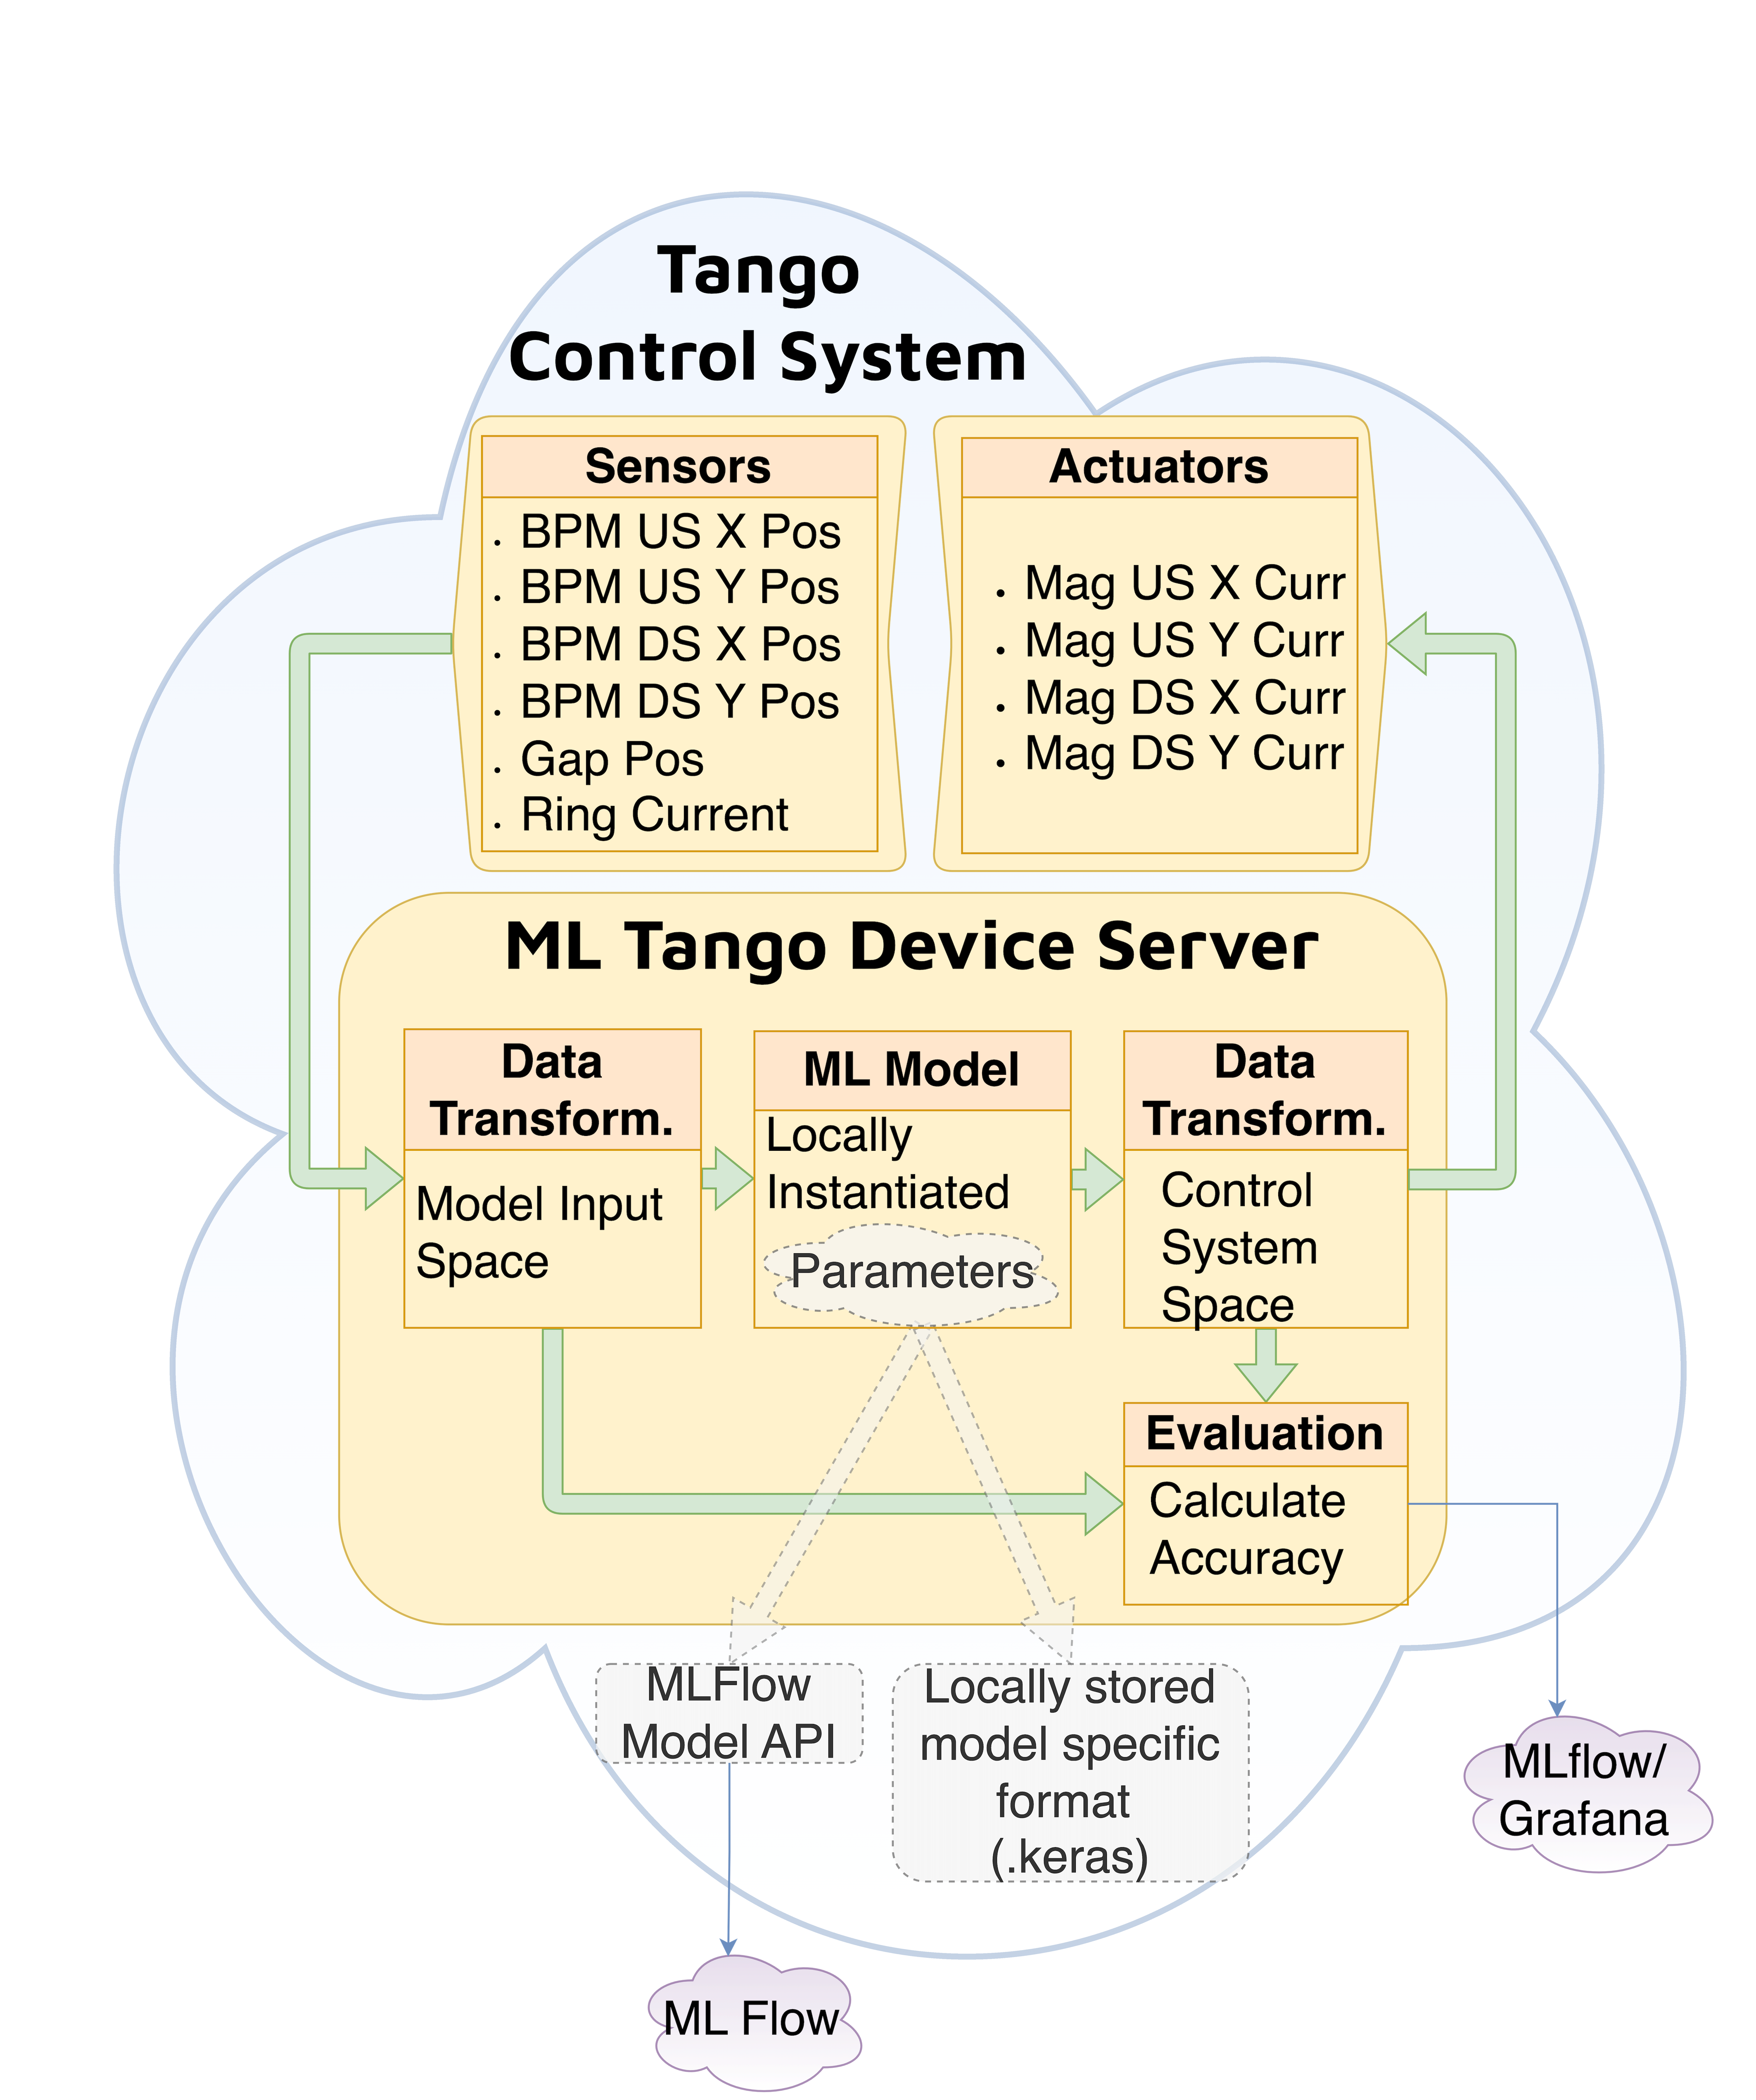 Tango
Control System
Sensors
. BPM US X Pos
. BPM US Y Pos
. BPM DS X Pos
. BPM DS Y Pos
. Gap Pos
. Ring Current
Actuators
. Mag US X Curr
. Mag US Y Curr
. Mag DS X Curr
. Mag DS Y Curr
ML Tango Device Server
Data
Transform.
Model Input
Space
ML Model
Locally
Instantiated
Parameters
Data
Transform.
Control
System
Space
Evaluation
Calculate
Accuracy
MLFlow
Model API
Locally stored
model specific
format
(.keras)
MLflow/
Grafana
ML Flow